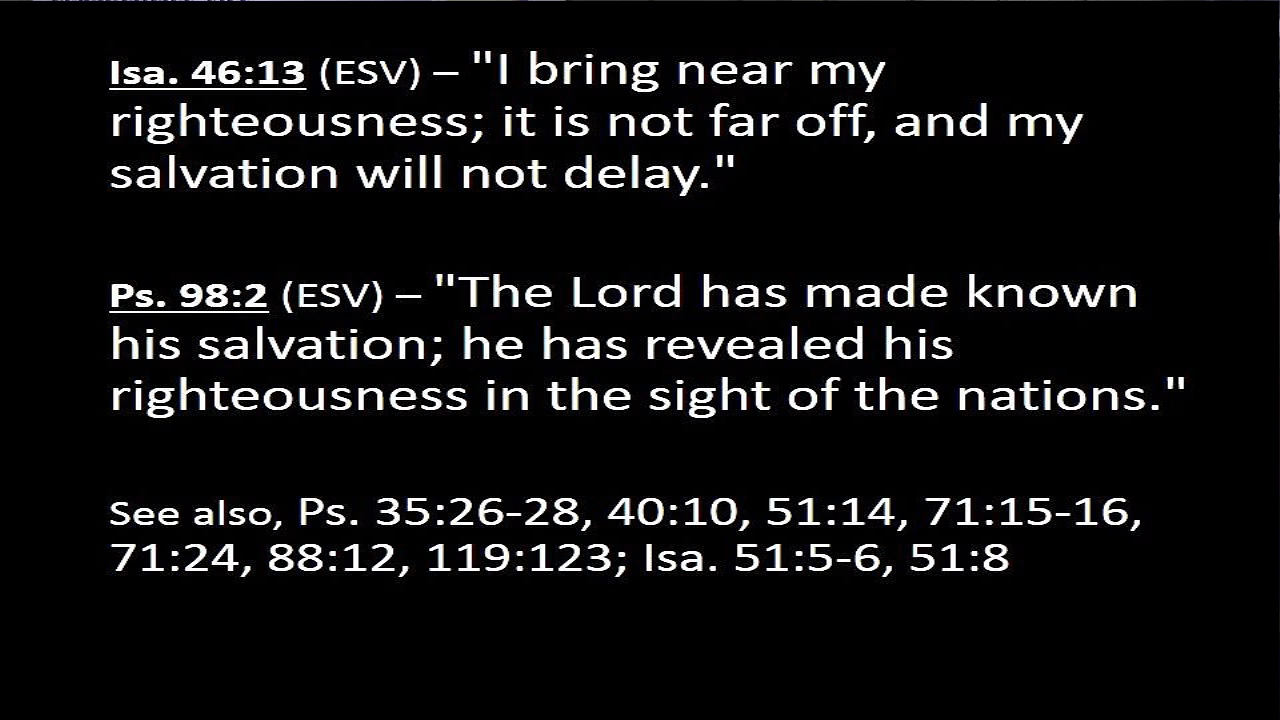 Isa. 46:13 (ESV) – "I bring near my
righteousness; it is not far off, and my
salvation will not delay."
Ps. 98:2 (ESV) – "The Lord has made known
his salvation; he has revealed his
righteousness in the sight of the nations."
See also, Ps. 35:26-28, 40:10, 51:14, 71:15-16,
71:24, 88:12, 119:123; Isa. 51:5-6, 51:8